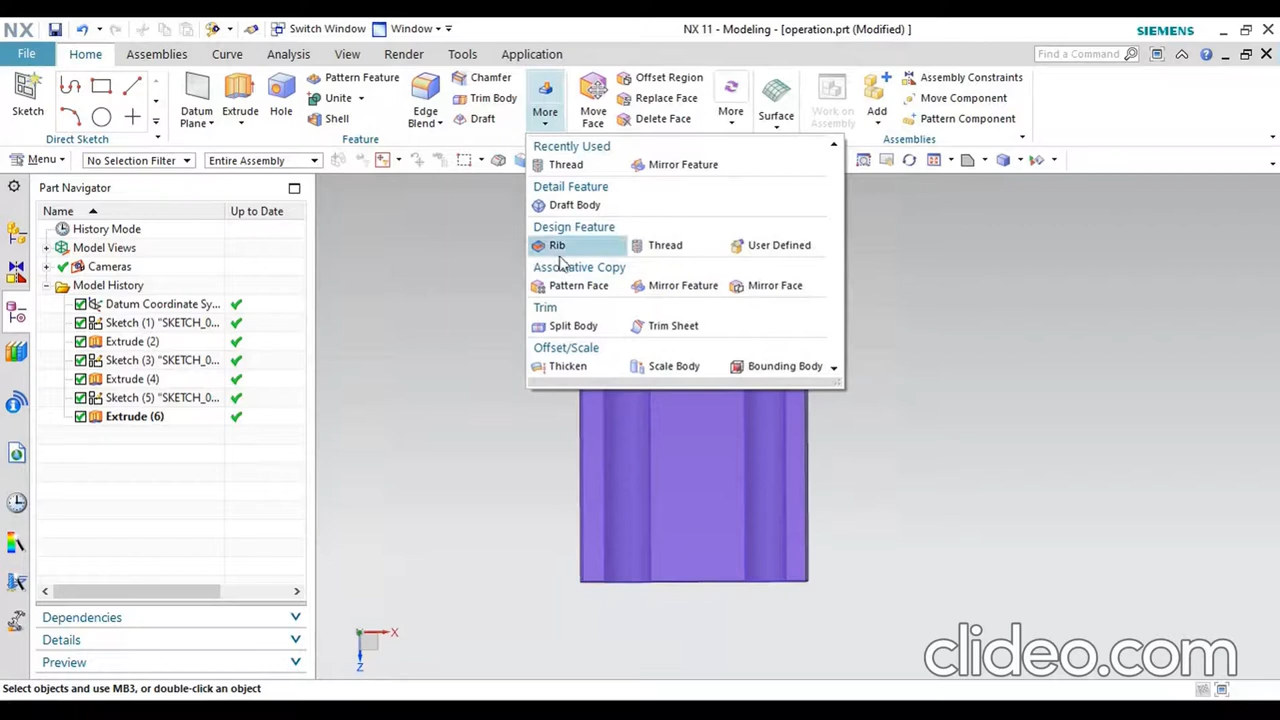 NX
Switch Window
Window
NX 11 - Modeling - [operation.prt (Modified) ]
SIEMENS
File
Home
Assemblies
Curve
Analysis
View
Render
Tools
Application
Find a Command
Sketch
Direct Sketch
Datum Plane
Extrude
Hole
Pattern Feature
Unite
Shell
Feature
Edge Blend
Chamfer
Trim Body
Draft
More
Move Face
Offset Region
Replace Face
Delete Face
More
Surface
Work on Assembly
Add
Assembly Constraints
Move Component
Pattern Component
Assemblies
Menu
No Selection Filter
Entire Assembly
Recently Used
Thread
Mirror Feature
Detail Feature
Draft Body
Design Feature
Rib
Thread
User Defined
Associative Copy
Pattern Face
Mirror Feature
Mirror Face
Trim
Split Body
Trim Sheet
Offset/Scale
Thicken
Scale Body
Bounding Body
Part Navigator
Name
Up to Date
History Mode
Model Views
Cameras
Model History
Datum Coordinate Sy...
Sketch (1) "SKETCH_0...
Extrude (2)
Sketch (3) "SKETCH_0...
Extrude (4)
Sketch (5) "SKETCH_0...
Extrude (6)
Dependencies
Details
Preview
X
Z
clideo.com
Select objects and use MB3, or double-click an object